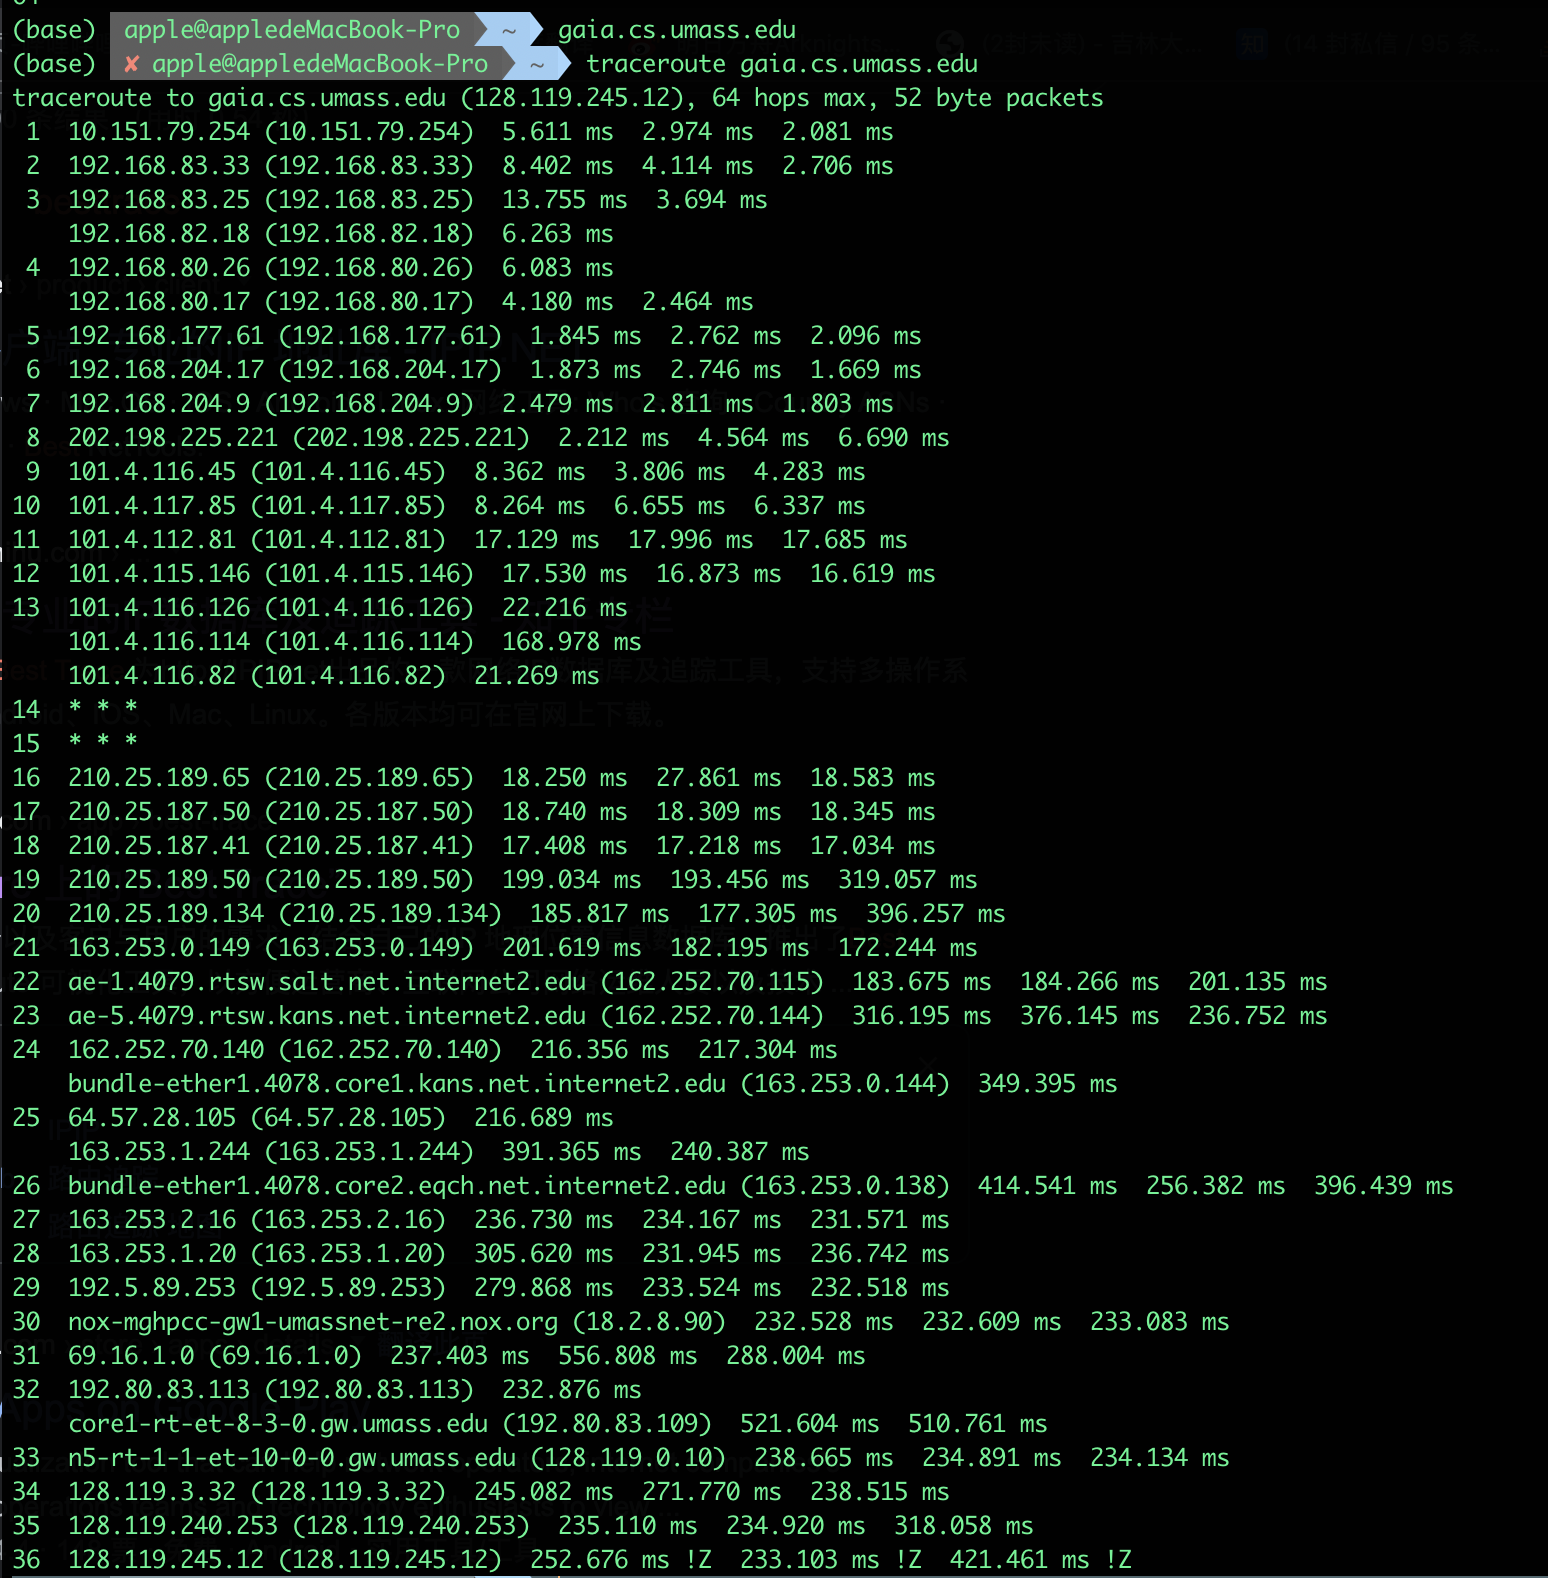 (base) apple@appledeMacBook-Pro ~ gaia.cs.umass.edu
(base) ✘ apple@appledeMacBook-Pro ~ traceroute gaia.cs.umass.edu
traceroute to gaia.cs.umass.edu (128.119.245.12), 64 hops max, 52 byte packets
1 10.151.79.254 (10.151.79.254) 5.611 ms 2.974 ms 2.081 ms
2 192.168.83.33 (192.168.83.33) 8.402 ms 4.114 ms 2.706 ms
3 192.168.83.25 (192.168.83.25) 13.755 ms 3.694 ms
192.168.82.18 (192.168.82.18) 6.263 ms
4 192.168.80.26 (192.168.80.26) 6.083 ms
192.168.80.17 (192.168.80.17) 4.180 ms 2.464 ms
5 192.168.177.61 (192.168.177.61) 1.845 ms 2.762 ms 2.096 ms
6 192.168.204.17 (192.168.204.17) 1.873 ms 2.746 ms 1.669 ms
7 192.168.204.9 (192.168.204.9) 2.479 ms 2.811 ms 1.803 ms
8 202.198.225.221 (202.198.225.221) 2.212 ms 4.564 ms 6.690 ms
9 101.4.116.45 (101.4.116.45) 8.362 ms 3.806 ms 4.283 ms
10 101.4.117.85 (101.4.117.85) 8.264 ms 6.655 ms 6.337 ms
11 101.4.112.81 (101.4.112.81) 17.129 ms 17.996 ms 17.685 ms
12 101.4.115.146 (101.4.115.146) 17.530 ms 16.873 ms 16.619 ms
13 101.4.116.126 (101.4.116.126) 22.216 ms
101.4.116.114 (101.4.116.114) 168.978 ms
101.4.116.82 (101.4.116.82) 21.269 ms
14 * * *
15 * * *
16 210.25.189.65 (210.25.189.65) 18.250 ms 27.861 ms 18.583 ms
17 210.25.187.50 (210.25.187.50) 18.740 ms 18.309 ms 18.345 ms
18 210.25.187.41 (210.25.187.41) 17.408 ms 17.218 ms 17.034 ms
19 210.25.189.50 (210.25.189.50) 199.034 ms 193.456 ms 319.057 ms
20 210.25.189.134 (210.25.189.134) 185.817 ms 177.305 ms 396.257 ms
21 163.253.0.149 (163.253.0.149) 201.619 ms 182.195 ms 172.244 ms
22 ae-1.4079.rtsw.salt.net.internet2.edu (162.252.70.115) 183.675 ms 184.266 ms 201.135 ms
23 ae-5.4079.rtsw.kans.net.internet2.edu (162.252.70.144) 316.195 ms 376.145 ms 236.752 ms
24 162.252.70.140 (162.252.70.140) 216.356 ms 217.304 ms
bundle-ether1.4078.core1.kans.net.internet2.edu (163.253.0.144) 349.395 ms
25 64.57.28.105 (64.57.28.105) 216.689 ms
163.253.1.244 (163.253.1.244) 391.365 ms 240.387 ms
26 bundle-ether1.4078.core2.eqch.net.internet2.edu (163.253.0.138) 414.541 ms 256.382 ms 396.439 ms
27 163.253.2.16 (163.253.2.16) 236.730 ms 234.167 ms 231.571 ms
28 163.253.1.20 (163.253.1.20) 305.620 ms 231.945 ms 236.742 ms
29 192.5.89.253 (192.5.89.253) 279.868 ms 233.524 ms 232.518 ms
30 nox-mghpcc-gw1-umassnet-re2.nox.org (18.2.8.90) 232.528 ms 232.609 ms 233.083 ms
31 69.16.1.0 (69.16.1.0) 237.403 ms 556.808 ms 288.004 ms
32 192.80.83.113 (192.80.83.113) 232.876 ms
core1-rt-et-8-3-0.gw.umass.edu (192.80.83.109) 521.604 ms 510.761 ms
33 n5-rt-1-1-et-10-0-0.gw.umass.edu (128.119.0.10) 238.665 ms 234.891 ms 234.134 ms
34 128.119.3.32 (128.119.3.32) 245.082 ms 271.770 ms 238.515 ms
35 128.119.240.253 (128.119.240.253) 235.110 ms 234.920 ms 318.058 ms
36 128.119.245.12 (128.119.245.12) 252.676 ms !Z 233.103 ms !Z 421.461 ms !Z